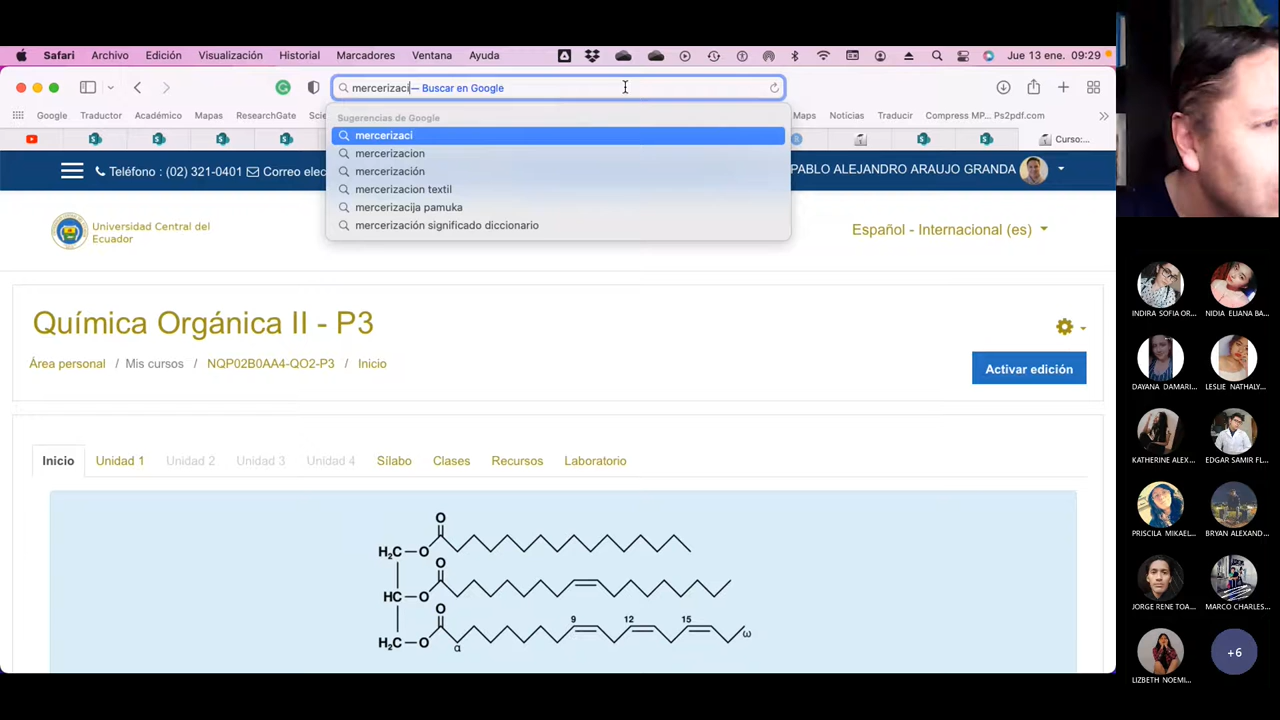 Safari Archivo Edición Visualización Historial Marcadores Ventana Ayuda Jue 13 ene. 09:29
mercerizaci — Buscar en Google
Google Traductor Académico Mapas ResearchGate Maps Noticias Traducir Compress MP... Ps2pdf.com
Sugerencias de Google
mercerizaci
mercerizacion
mercerización
mercerizacion textil
mercerizacija pamuka
mercerización significado diccionario
Curso:...
Teléfono : (02) 321-0401 Correo elec
PABLO ALEJANDRO ARAUJO GRANDA
Universidad Central del
Ecuador
Español - Internacional (es)
Química Orgánica II - P3
Área personal / Mis cursos / NQP02B0AA4-QO2-P3 / Inicio
Activar edición
Inicio Unidad 1 Unidad 2 Unidad 3 Unidad 4 Sílabo Clases Recursos Laboratorio
O
H₂C O
O
HC O
O 9 12 15
H₂C O α ω
INDIRA SOFIA OR... NIDIA ELIANA BA...
DAYANA DAMARI... LESLIE NATHALY...
KATHERINE ALEX... EDGAR SAMIR FL...
PRISCILA MIKAEL... BRYAN ALEXAND...
JORGE RENE TOA... MARCO CHARLES...
LIZBETH NOEMI... +6